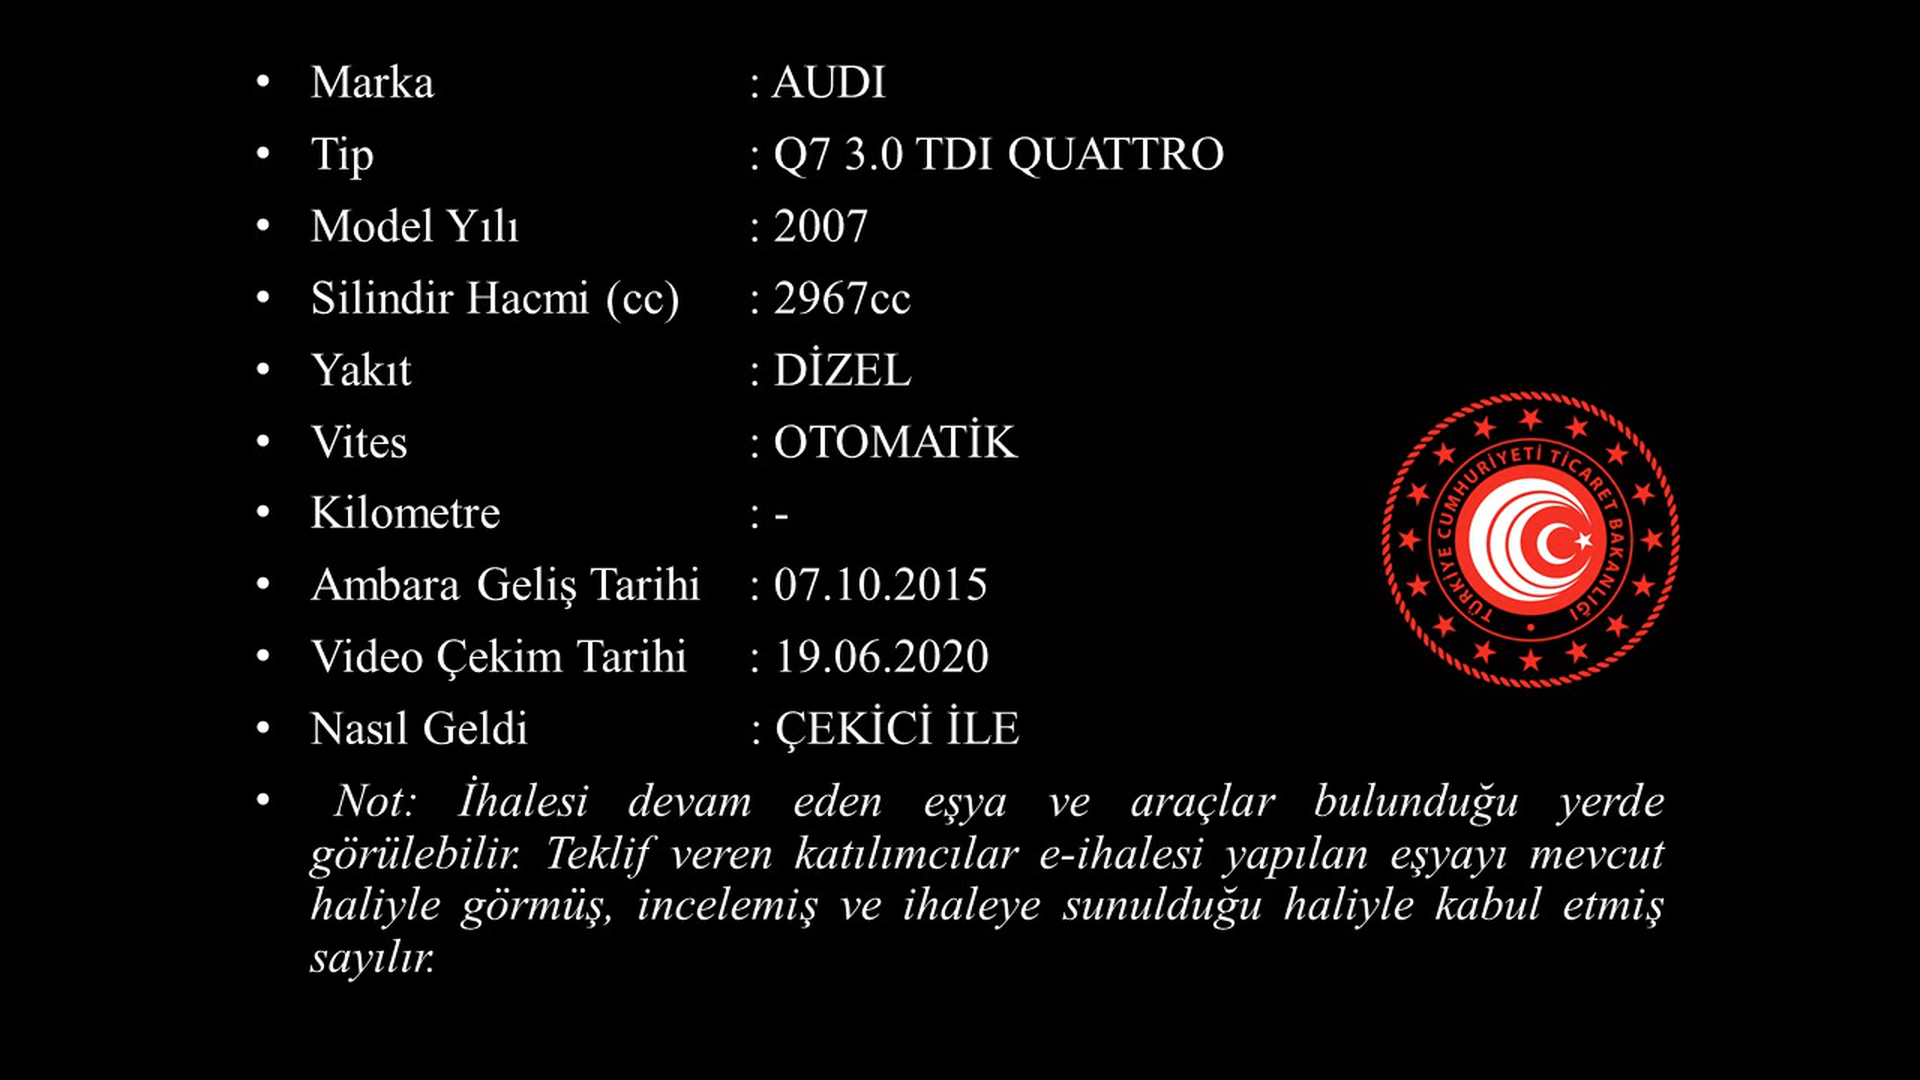 • Marka : AUDI
• Tip : Q7 3.0 TDI QUATTRO
• Model Yılı : 2007
• Silindir Hacmi (cc) : 2967cc
• Yakıt : DİZEL
• Vites : OTOMATİK
• Kilometre : -
• Ambara Geliş Tarihi : 07.10.2015
• Video Çekim Tarihi : 19.06.2020
• Nasıl Geldi : ÇEKİCİ İLE
• Not: İhalesi devam eden eşya ve araçlar bulunduğu yerde
görülebilir. Teklif veren katılımcılar e-ihalesi yapılan eşyayı mevcut
haliyle görmüş, incelemiş ve ihaleye sunulduğu haliyle kabul etmiş
sayılır.
TÜRKİYE CUMHURİYETİ TİCARET BAKANLIĞI